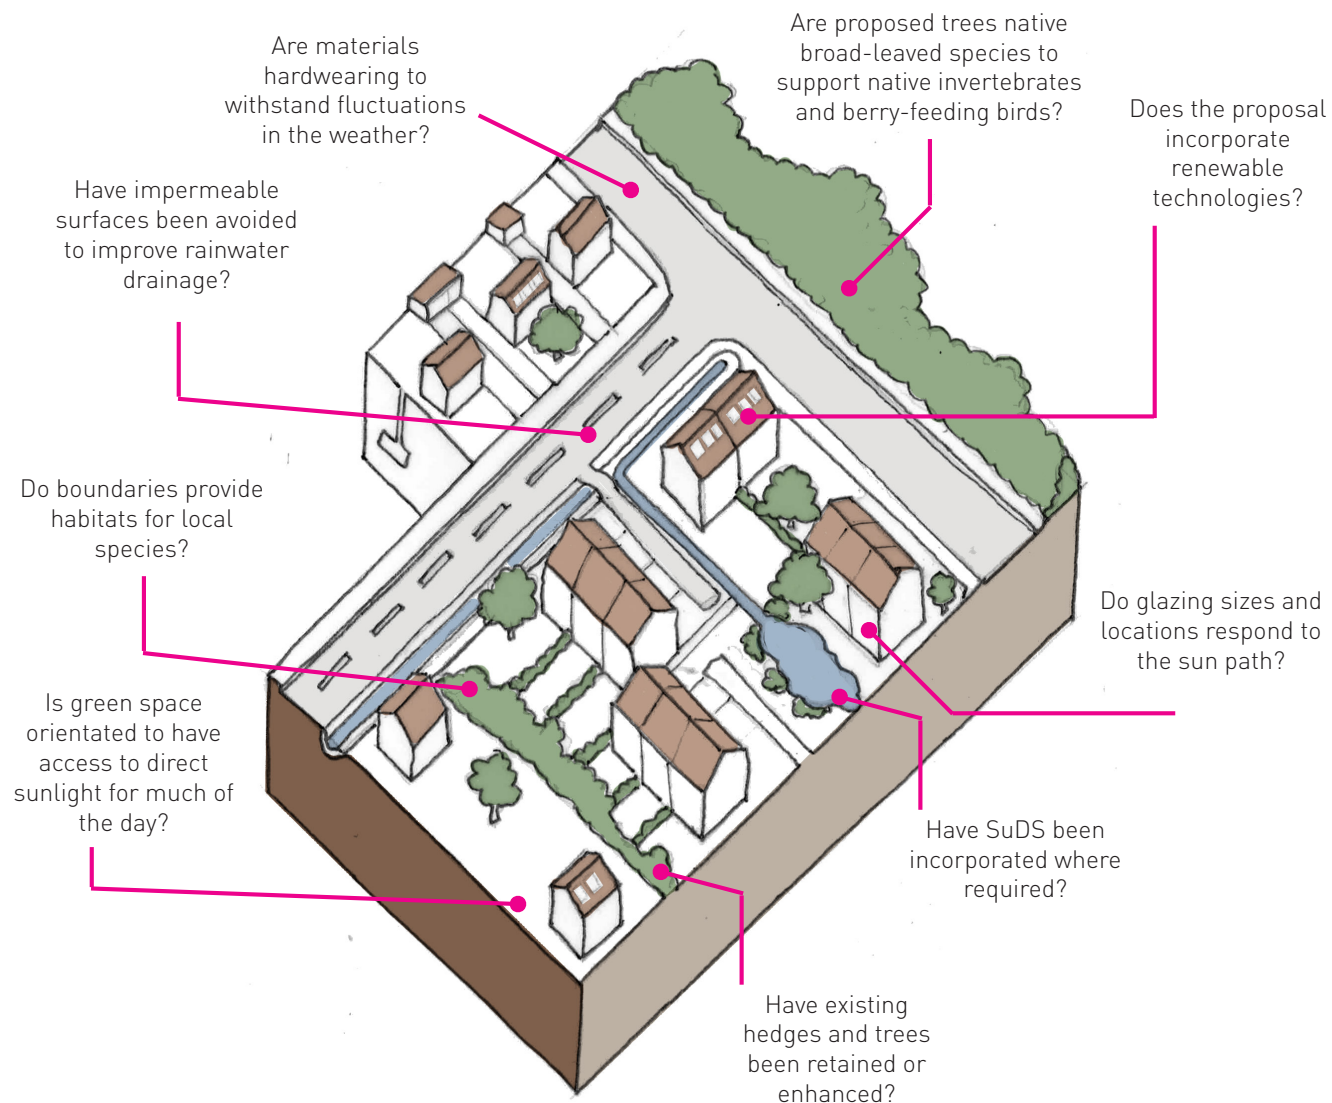 Are materials
hardwearing to
withstand fluctuations
in the weather?
Are proposed trees native
broad-leaved species to
support native invertebrates
and berry-feeding birds?
Does the proposal
incorporate
renewable
technologies?
Have impermeable
surfaces been avoided
to improve rainwater
drainage?
Do boundaries provide
habitats for local
species?
Do glazing sizes and
locations respond to
the sun path?
Is green space
orientated to have
access to direct
sunlight for much of
the day?
Have SuDS been
incorporated where
required?
Have existing
hedges and trees
been retained or
enhanced?